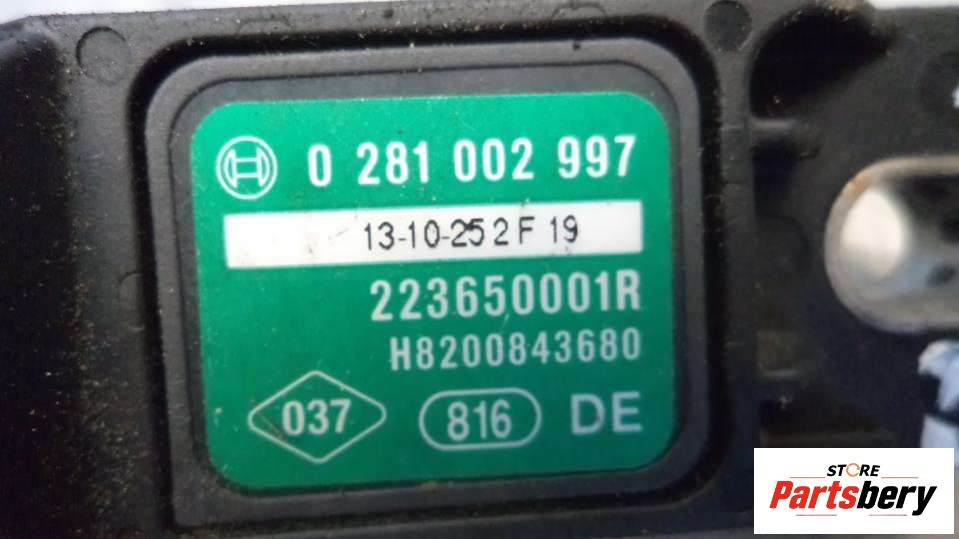 0 281 002 997
13-10-25 2 F 19
223650001R
H8200843680
037 816 DE
STORE
Partsbery